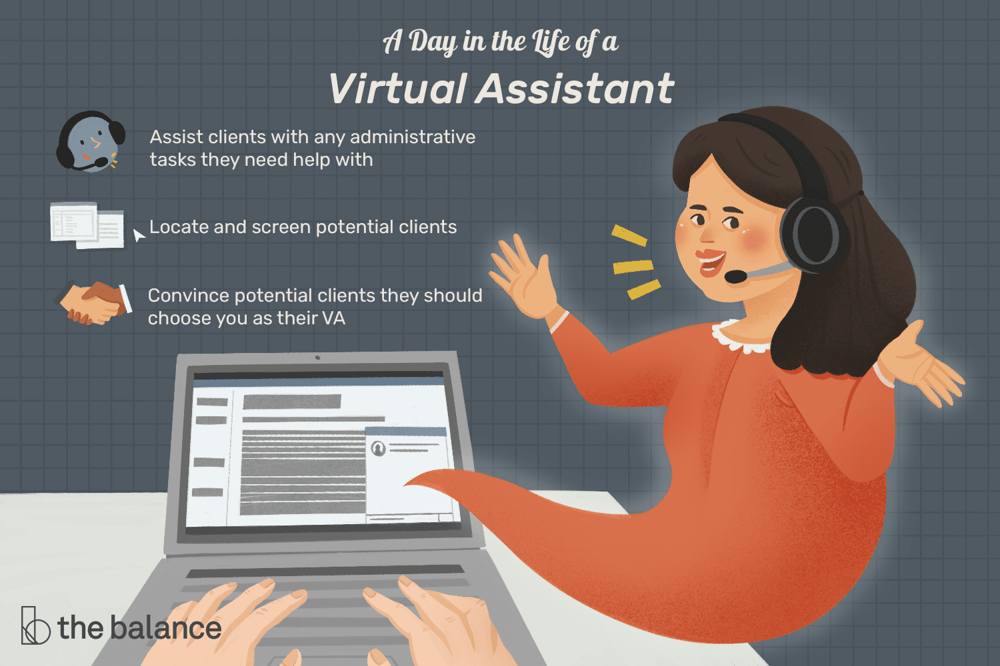 A Day in the Life of a
Virtual Assistant
Assist clients with any administrative
tasks they need help with
Locate and screen potential clients
Convince potential clients they should
choose you as their VA
the balance